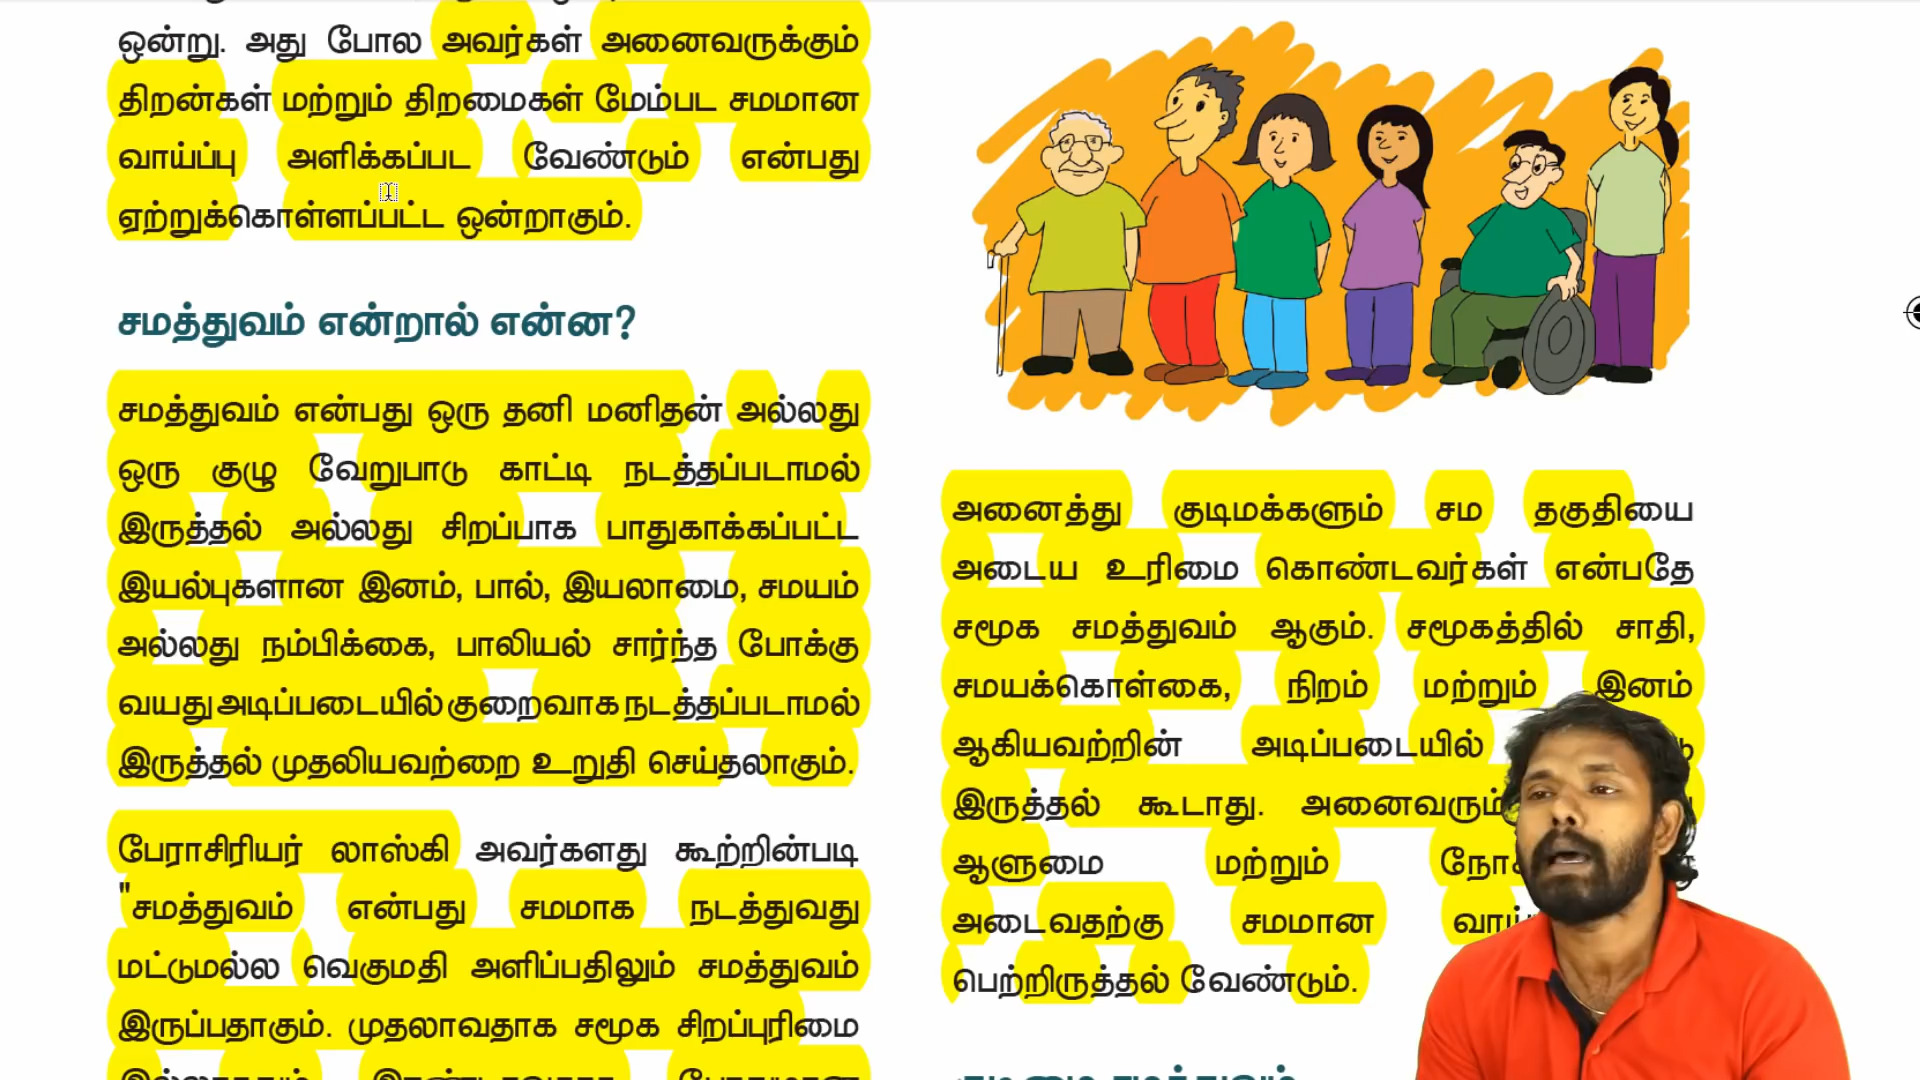 ஒன்று. அது போல அவர்கள் அனைவருக்கும்
திறன்கள் மற்றும் திறமைகள் மேம்பட சமமான
வாய்ப்பு அளிக்கப்பட வேண்டும் என்பது
ஏற்றுக்கொள்ளப்பட்ட ஒன்றாகும்.
சமத்துவம் என்றால் என்ன?
சமத்துவம் என்பது ஒரு தனி மனிதன் அல்லது
ஒரு குழு வேறுபாடு காட்டி நடத்தப்படாமல்
இருத்தல் அல்லது சிறப்பாக பாதுகாக்கப்பட்ட
இயல்புகளான இனம், பால், இயலாமை, சமயம்
அல்லது நம்பிக்கை, பாலியல் சார்ந்த போக்கு
வயது அடிப்படையில் குறைவாக நடத்தப்படாமல்
இருத்தல் முதலியவற்றை உறுதி செய்தலாகும்.
பேராசிரியர் லாஸ்கி அவர்களது கூற்றின்படி
"சமத்துவம் என்பது சமமாக நடத்துவது
மட்டுமல்ல வெகுமதி அளிப்பதிலும் சமத்துவம்
இருப்பதாகும். முதலாவதாக சமூக சிறப்புரிமை
அனைத்து குடிமக்களும் சம தகுதியை
அடைய உரிமை கொண்டவர்கள் என்பதே
சமூக சமத்துவம் ஆகும். சமூகத்தில் சாதி,
சமயக்கொள்கை, நிறம் மற்றும் இனம்
ஆகியவற்றின் அடிப்படையில்
இருத்தல் கூடாது. அனைவரும்
ஆளுமை மற்றும்
அடைவதற்கு சமமான
பெற்றிருத்தல் வேண்டும்.